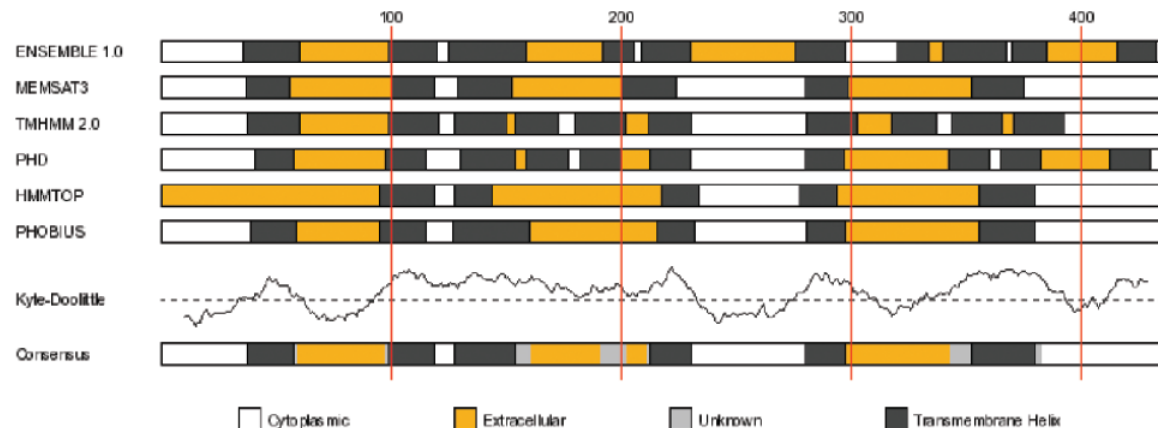 100 200 300 400
ENSEMBLE 1.0
MEMSAT3
TMHMM 2.0
PHD
HMMTOP
PHOBIUS
Kyle-Doolittle
Consensus
Cytoplasmic Extracellular Unknown Transmembrane Helix